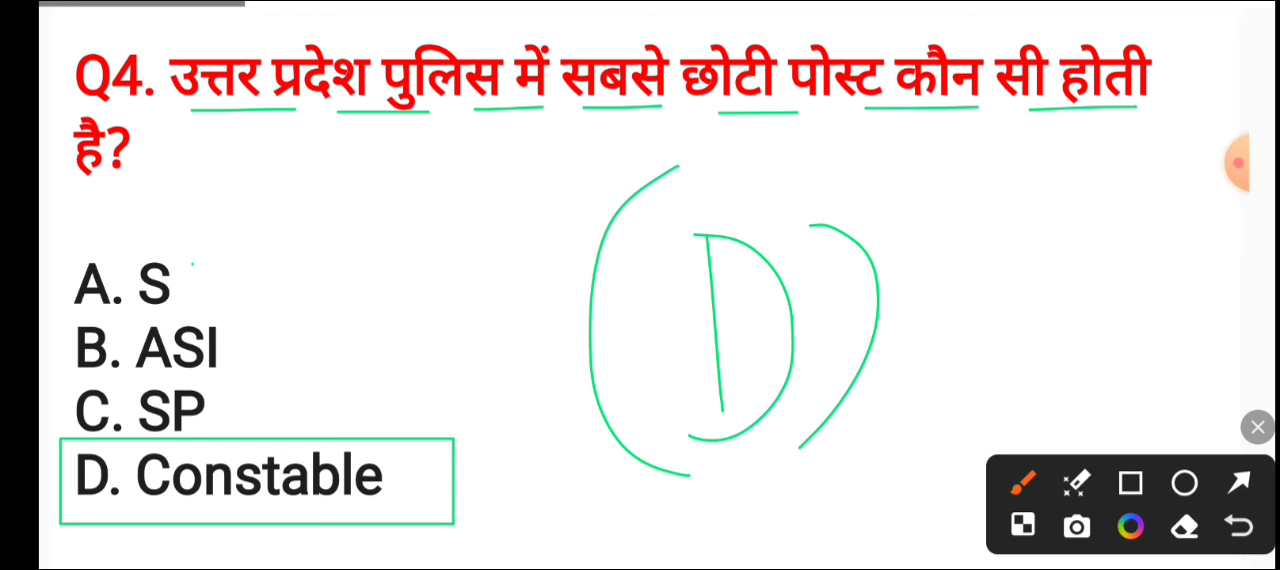 Q4. उत्तर प्रदेश पुलिस में सबसे छोटी पोस्ट कौन सी होती
है?
A. S
B. ASI
C. SP
D. Constable
(D)